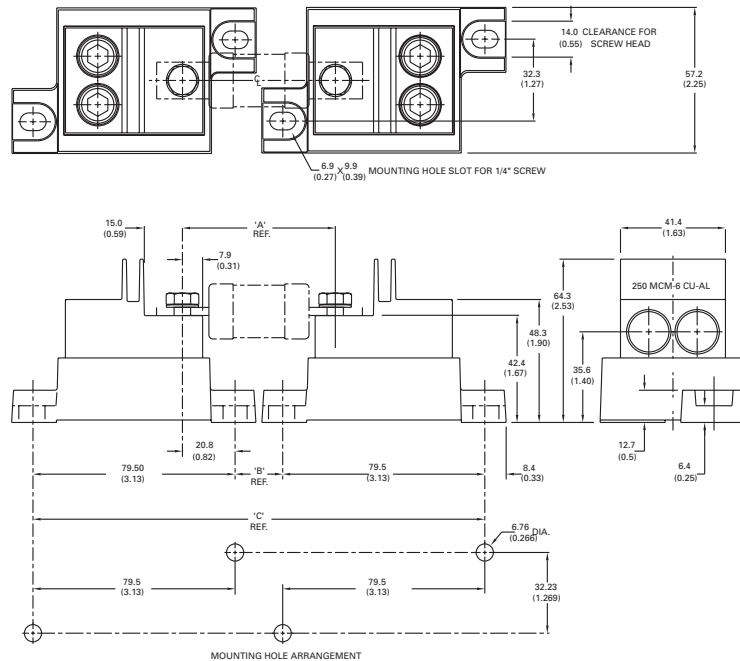 14.0 CLEARANCE FOR
(0.55) SCREW HEAD
32.3
(1.27)
57.2
(2.25)
CL
6.9 X 9.9 MOUNTING HOLE SLOT FOR 1/4" SCREW
(0.27) (0.39)
15.0
(0.59)
'A'
REF.
7.9
(0.31)
41.4
(1.63)
250 MCM-6 CU-AL
64.3
(2.53)
48.3
(1.90)
42.4
(1.67)
35.6
(1.40)
20.8
(0.82)
12.7
(0.5)
6.4
(0.25)
79.50
(3.13)
'B'
REF.
79.5
(3.13)
8.4
(0.33)
'C'
REF.
6.76 DIA.
(0.266)
79.5
(3.13)
79.5
(3.13)
32.23
(1.269)
MOUNTING HOLE ARRANGEMENT